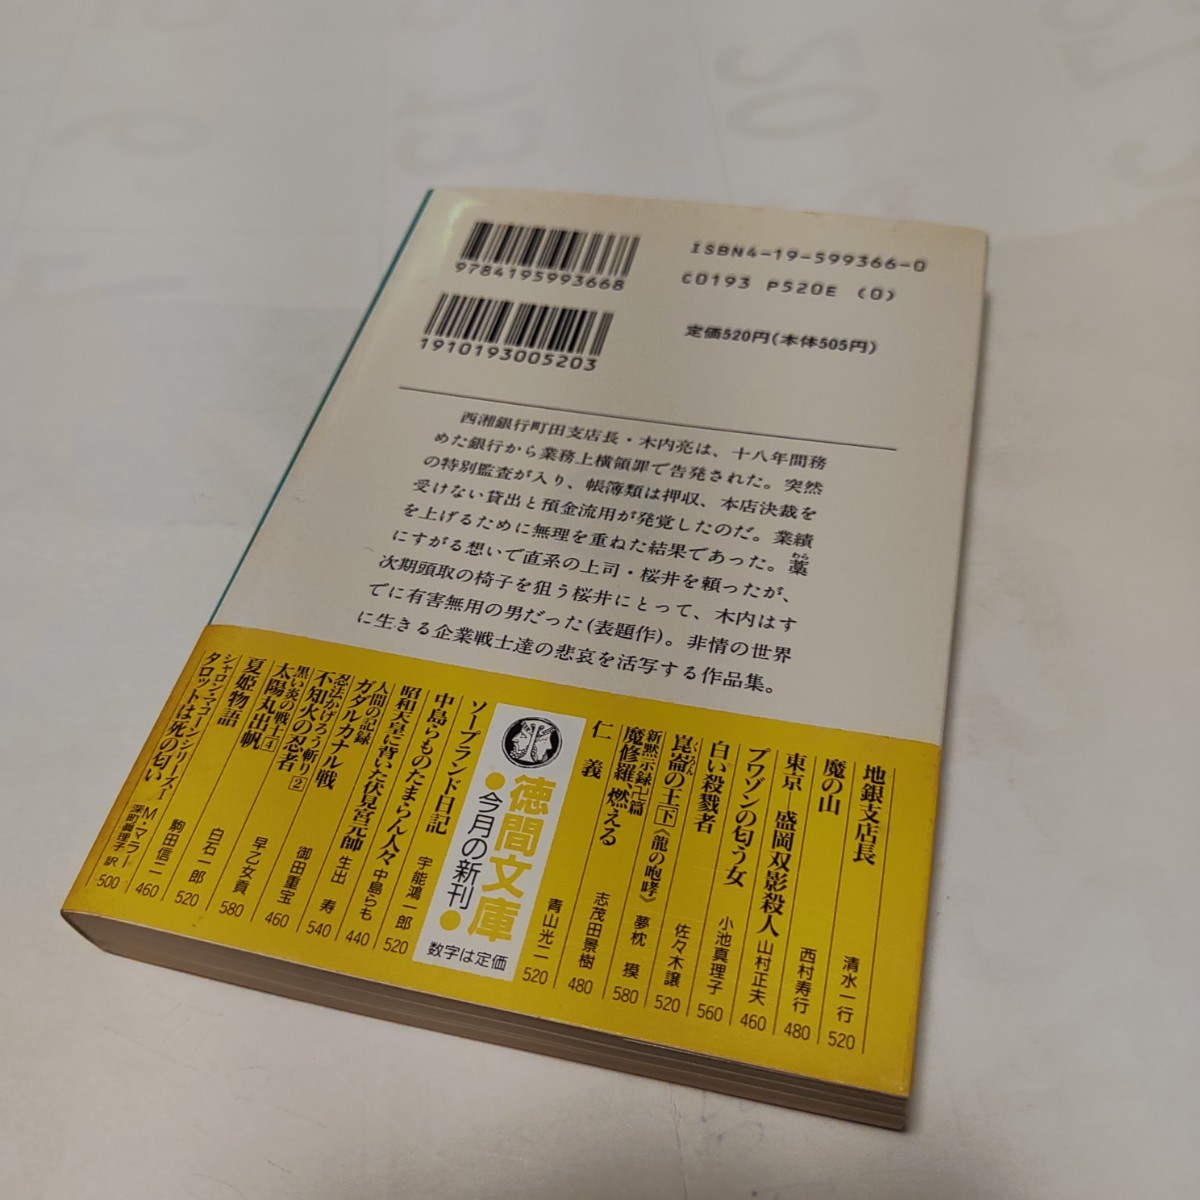 ISBN4-19-599366-0
C0193 P520E (0)
定価520円(本体505円)
9784195993668
1910193005203
西湘銀行町田支店長・木内亮は、十八年間務
めた銀行から業務上横領罪で告発された。突然
の特別監査が入り、帳簿類は押収、本店決裁を
受けない貸出と預金流用が発覚したのだ。業績
を上げるために無理を重ねた結果であった。藁
わら
にすがる想いで直系の上司・桜井を頼ったが、
次期頭取の椅子を狙う桜井にとって、木内はす
でに有害無用の男だった(表題作)。非情の世界
に生きる企業戦士達の悲哀を活写する作品集。
地銀支店長 清水一行 520
魔の山 西村寿行 480
東京―盛岡双影殺人 山村正夫 460
プワゾンの匂う女 小池真理子 560
白い殺戮者 佐々木譲 520
崑崙の王 下 《龍の咆哮》 夢枕 獏 580
こんろん
新黙示録卍篇
魔修羅、燃える 志茂田景樹 480
仁義 青山光二 520
徳間文庫
●今月の新刊●
数字は定価
ソープランド日記 宇能鴻一郎 520
中島らものたまらん人々 中島らも 440
昭和天皇に背いた伏見宮元帥 生出 寿 540
人間の記録
ガダルカナル戦 御田重宝 460
忍法かげろう斬り2
不知火の忍者 早乙女貢 580
黒い炎の戦士4
太陽丸出帆 白石一郎 520
夏姫物語 駒田信二 460
シャロン・マコーン・シリーズ1
タロットは死の匂い M・マラー 深町眞理子 訳 500